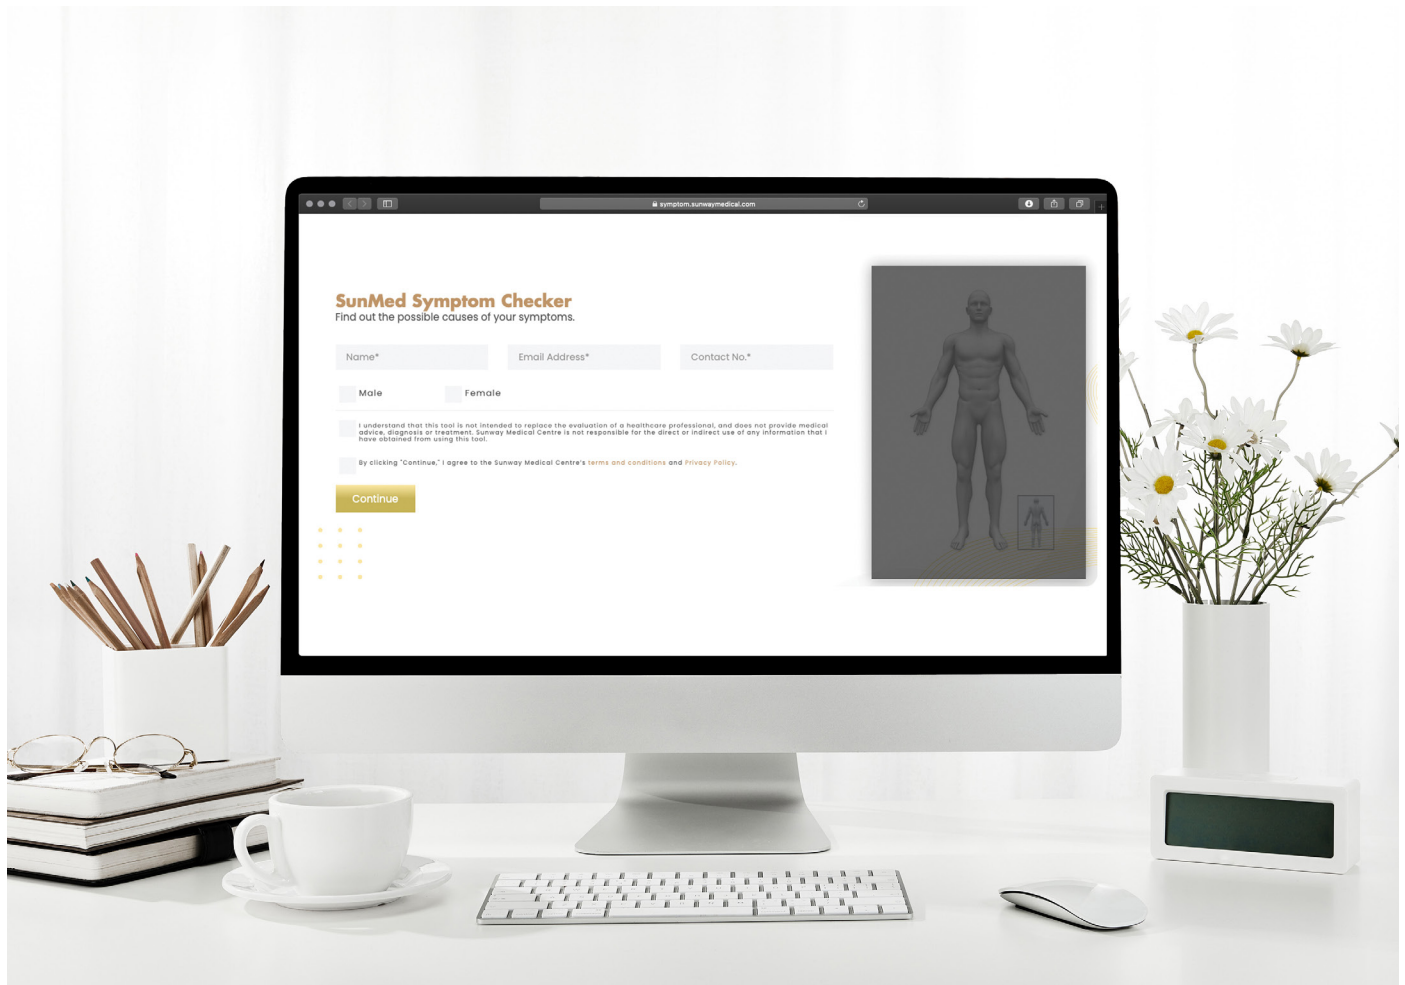 symptom.sunwaymedical.com
SunMed Symptom Checker
Find out the possible causes of your symptoms.
Name*
Email Address*
Contact No.*
Male
Female
I understand that this tool is not intended to replace the evaluation of a healthcare professional, and does not provide medical
advice, diagnosis or treatment. Sunway Medical Centre is not responsible for the direct or indirect use of any information that I
have obtained from using this tool.
By clicking "Continue," I agree to the Sunway Medical Centre's terms and conditions and Privacy Policy.
Continue